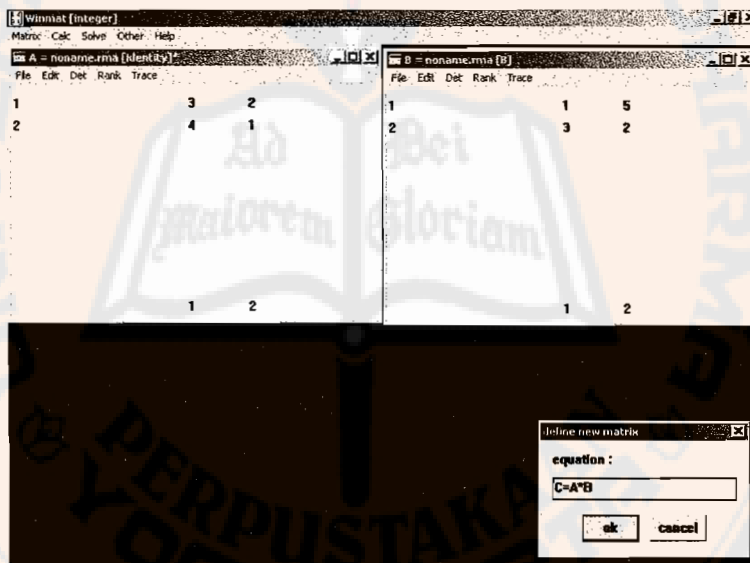 Winmat [integer]
Matrix Calc Solve Other Help
A = noname.rma [Identity]*
File Edit Det Rank Trace
1 3 2
2 4 1
1 2
B = noname.rma [B]
File Edit Det Rank Trace
1 1 5
2 3 2
1 2
define new matrix
equation :
C=A*B
ok cancel
Ad Dei
Maiorem Gloriam
PERPUSTAKA